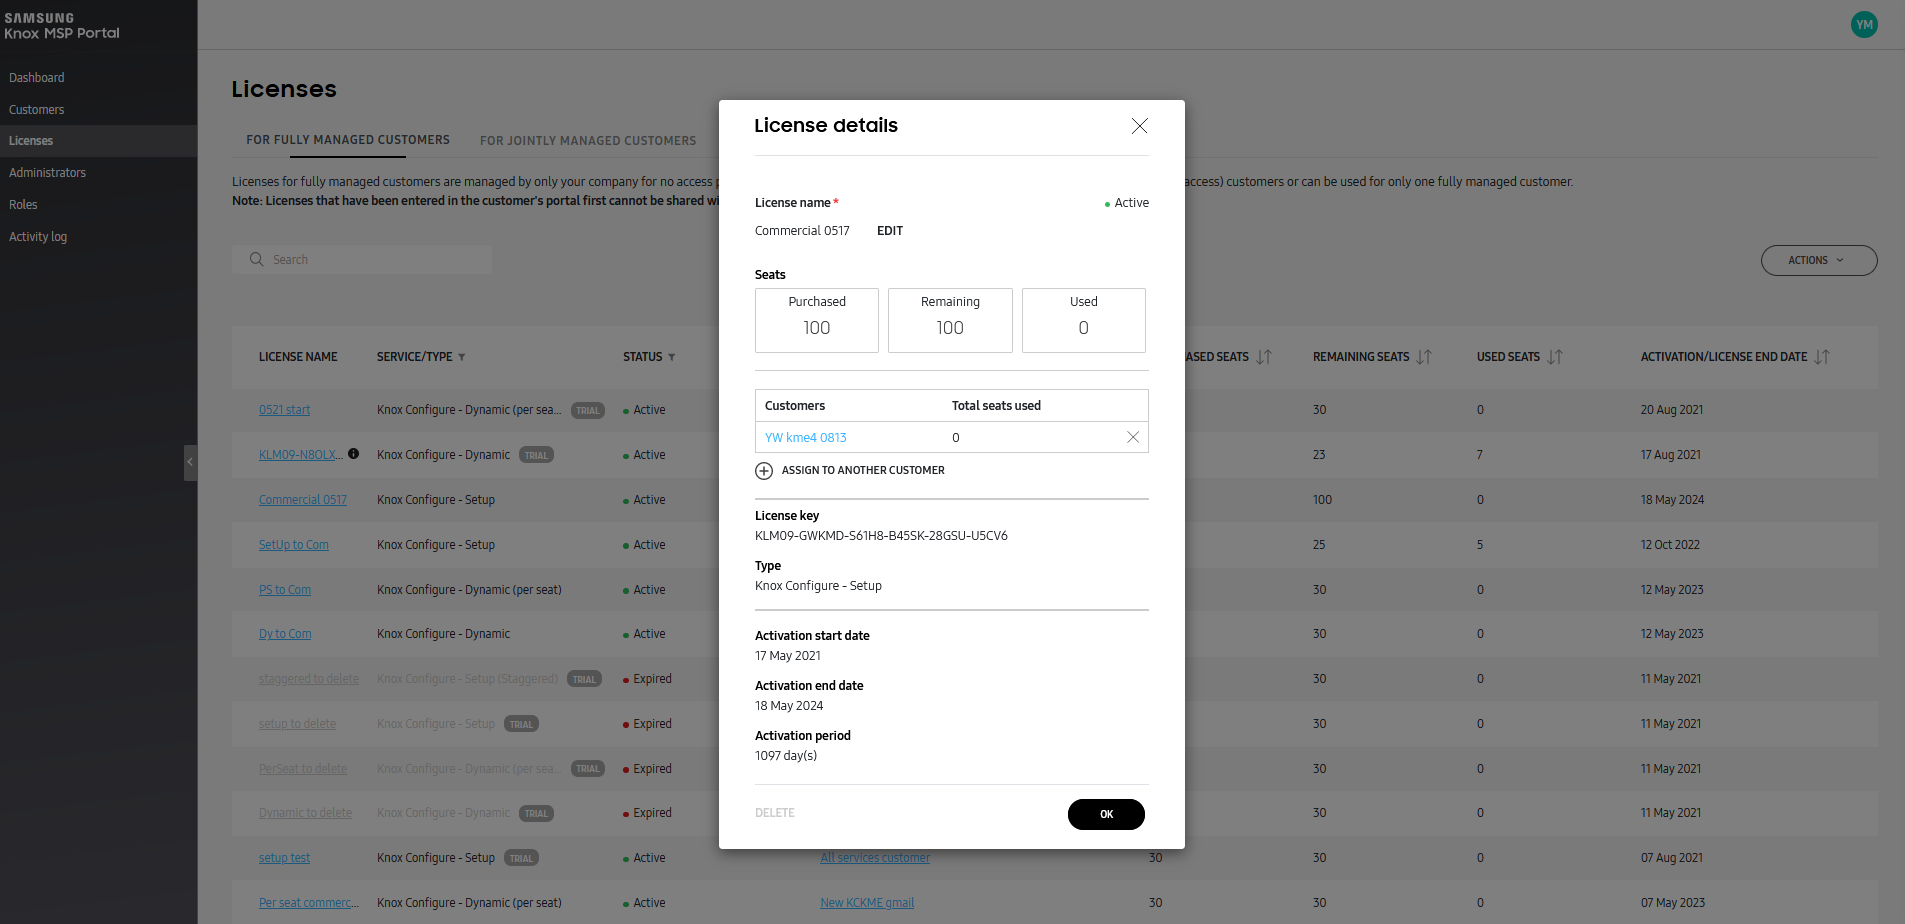 SAMSUNG
Knox MSP Portal
YM
Dashboard
Customers
Licenses
Administrators
Roles
Activity log
Licenses
FOR FULLY MANAGED CUSTOMERS
FOR JOINTLY MANAGED CUSTOMERS
Licenses for fully managed customers are managed by only your company for no access
access) customers or can be used for only one fully managed customer.
Note: Licenses that have been entered in the customer's portal first cannot be shared
Search
ACTIONS
LICENSE NAME SERVICE/TYPE STATUS ASED SEATS REMAINING SEATS USED SEATS ACTIVATION/LICENSE END DATE
0521 start Knox Configure - Dynamic (per sea... TRIAL Active 30 0 20 Aug 2021
KLM09-N8OLX... Knox Configure - Dynamic TRIAL Active 23 7 17 Aug 2021
Commercial 0517 Knox Configure - Setup Active 100 0 18 May 2024
SetUp to Com Knox Configure - Setup Active 25 5 12 Oct 2022
PS to Com Knox Configure - Dynamic (per seat) Active 30 0 12 May 2023
Dy to Com Knox Configure - Dynamic Active 30 0 12 May 2023
staggered to delete Knox Configure - Setup (Staggered) TRIAL Expired 30 0 11 May 2021
setup to delete Knox Configure - Setup TRIAL Expired 30 0 11 May 2021
PerSeat to delete Knox Configure - Dynamic (per sea... TRIAL Expired 30 0 11 May 2021
Dynamic to delete Knox Configure - Dynamic TRIAL Expired 30 0 11 May 2021
setup test Knox Configure - Setup TRIAL Active All services customer 30 30 0 07 Aug 2021
Per seat commerc... Knox Configure - Dynamic (per seat) Active New KCKME gmail 30 30 0 07 May 2023
License details
License name*
Active
Commercial 0517 EDIT
Seats
Purchased Remaining Used
100 100 0
Customers Total seats used
YW kme4 0813 0
ASSIGN TO ANOTHER CUSTOMER
License key
KLM09-GWKMD-S61H8-B45SK-28GSU-U5CV6
Type
Knox Configure - Setup
Activation start date
17 May 2021
Activation end date
18 May 2024
Activation period
1097 day(s)
DELETE
OK